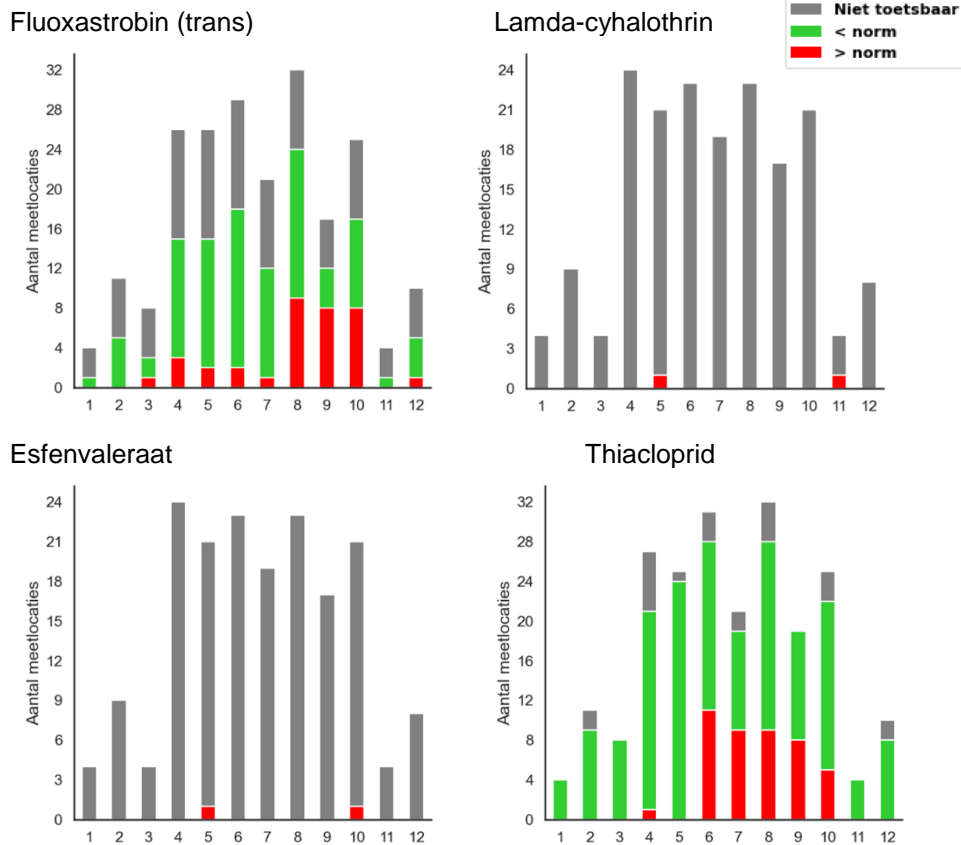 Fluoxastrobin (trans)
Lamda-cyhalothrin
Niet toetsbaar
< norm
> norm
Aantal meetlocaties
32
28
24
20
16
12
8
4
0
1 2 3 4 5 6 7 8 9 10 11 12
Aantal meetlocaties
24
21
18
15
12
9
6
3
0
1 2 3 4 5 6 7 8 9 10 11 12
Esfenvaleraat
Thiacloprid
Aantal meetlocaties
24
21
18
15
12
9
6
3
0
1 2 3 4 5 6 7 8 9 10 11 12
Aantal meetlocaties
32
28
24
20
16
12
8
4
0
1 2 3 4 5 6 7 8 9 10 11 12